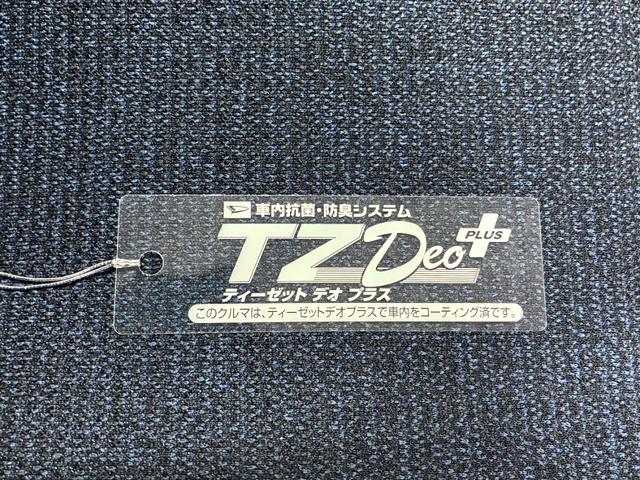 車内抗菌・防臭システム
TZ Deo PLUS
ティーゼット デオ プラス
このクルマは、ティーゼットデオプラスで車内をコーティング済です。